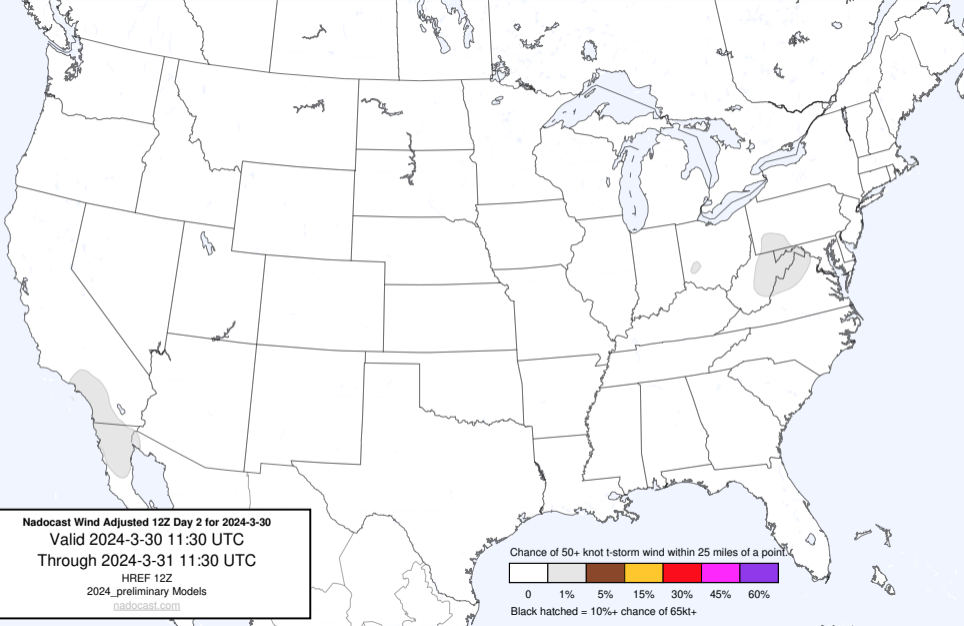 Nadocast Wind Adjusted 12Z Day 2 for 2024-3-30
Valid 2024-3-30 11:30 UTC
Through 2024-3-31 11:30 UTC
HREF 12Z
2024_preliminary Models
nadocast.com
Chance of 50+ knot t-storm wind within 25 miles of a point.
0 1% 5% 15% 30% 45% 60%
Black hatched = 10%+ chance of 65kt+